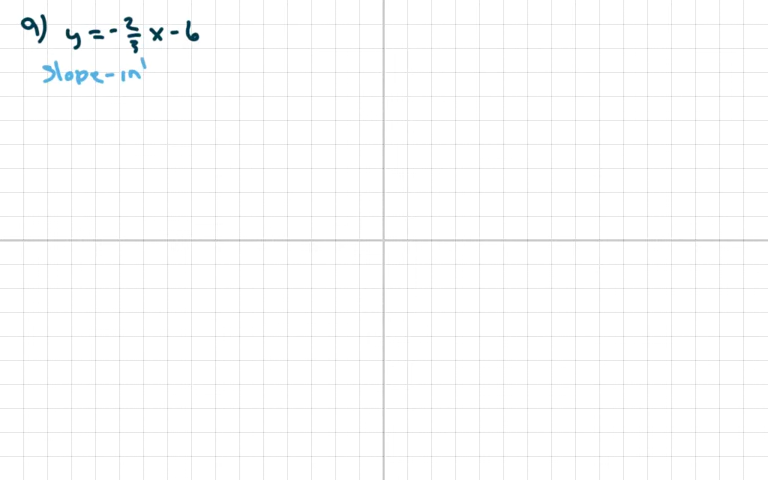 9) y = -2/3 x - 6
slope-in